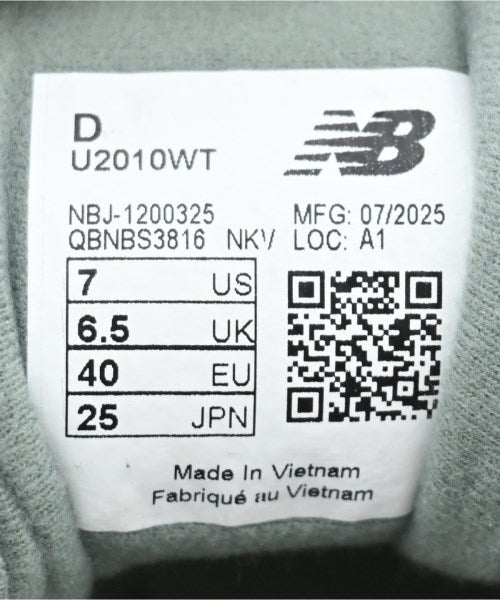 D
U2010WT
NB
NBJ-1200325
MFG: 07/2025
QBNBS3816 NKV
LOC: A1
7 US
6.5 UK
40 EU
25 JPN
Made In Vietnam
Fabriqué au Vietnam